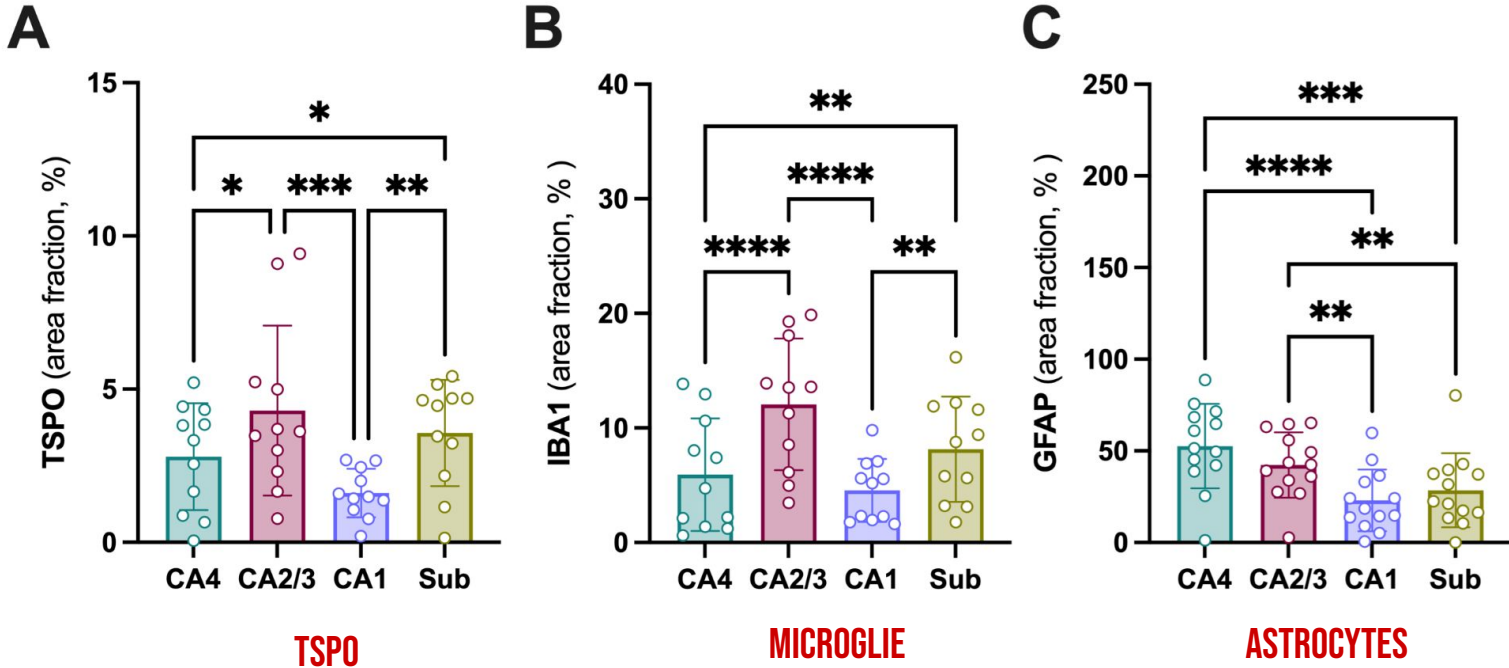 A
TSPO (area fraction, %)
15
10
5
0
*
* *** **
CA4 CA2/3 CA1 Sub
TSPO
B
IBA1 (area fraction, % )
40
30
20
10
0
**
****
**** **
CA4 CA2/3 CA1 Sub
MICROGLIE
C
GFAP (area fraction, % )
250
200
150
100
50
0
***
****
**
**
CA4 CA2/3 CA1 Sub
ASTROCYTES